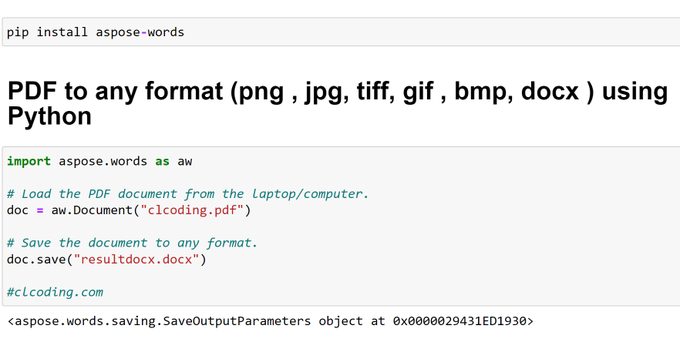 pip install aspose-words
PDF to any format (png , jpg, tiff, gif , bmp, docx ) using
Python
import aspose.words as aw
# Load the PDF document from the laptop/computer.
doc = aw.Document("clcoding.pdf")
# Save the document to any format.
doc.save("resultdocx.docx")
#clcoding.com
<aspose.words.saving.SaveOutputParameters object at 0x0000029431ED1930>